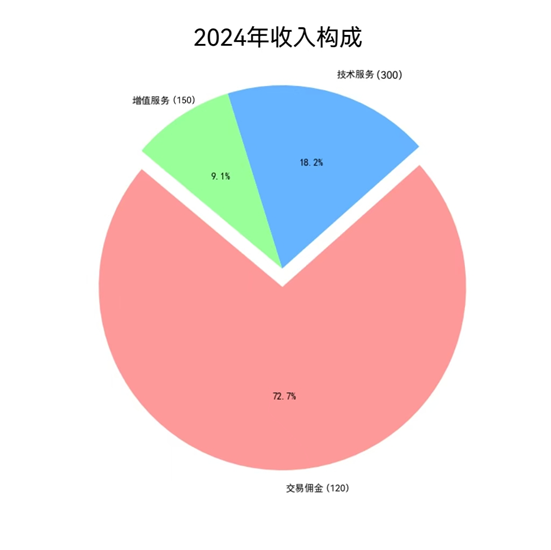 2024年收入构成
技术服务 (300)
增值服务 (150)
18.2%
9.1%
72.7%
交易佣金 (120)